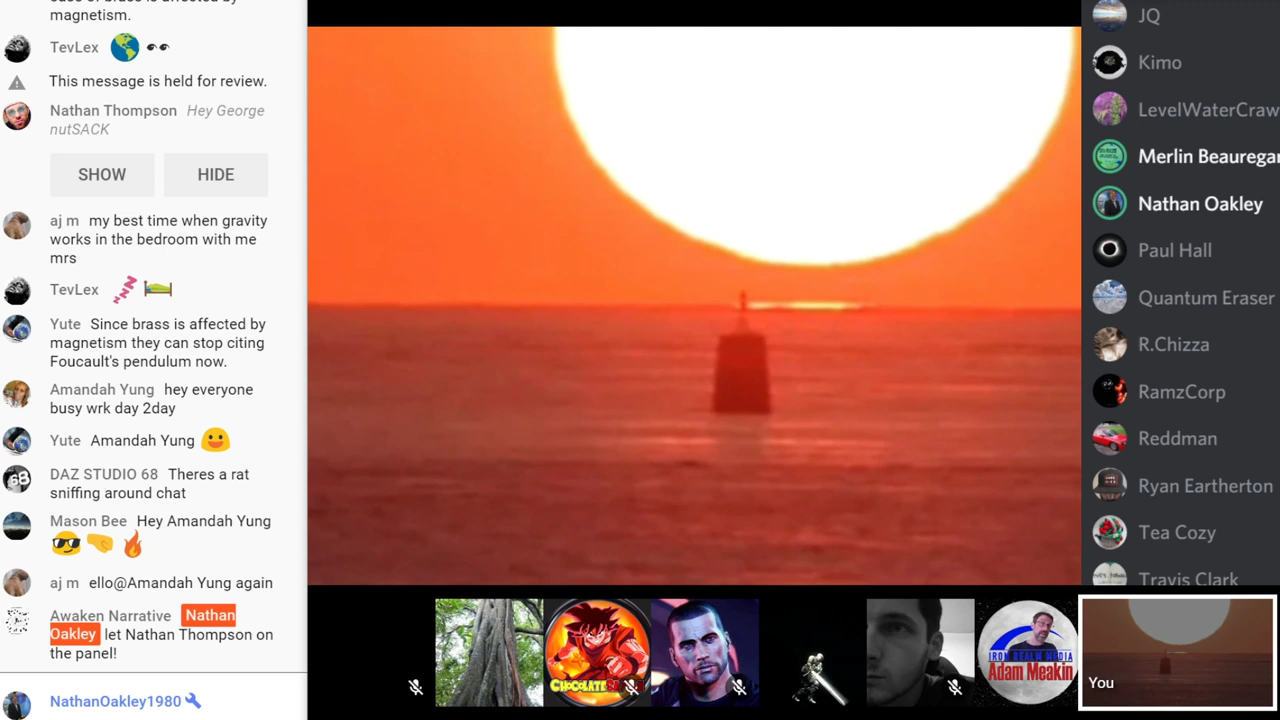 magnetism.
TevLex
This message is held for review.
Nathan Thompson Hey George
nutSACK
SHOW HIDE
aj m my best time when gravity
works in the bedroom with me
mrs
TevLex
Yute Since brass is affected by
magnetism they can stop citing
Foucault's pendulum now.
Amandah Yung hey everyone
busy wrk day 2day
Yute Amandah Yung
DAZ STUDIO 68 Theres a rat
sniffing around chat
Mason Bee Hey Amandah Yung
aj m ello@Amandah Yung again
Awaken Narrative Nathan
Oakley let Nathan Thompson on
the panel!
NathanOakley1980
68
IRON REALM MEDIA
Adam Meakin
You
JQ
Kimo
LevelWaterCraw
Merlin Beauregar
Nathan Oakley
Paul Hall
Quantum Eraser
R.Chizza
RamzCorp
Reddman
Ryan Eartherton
Tea Cozy
Travis Clark